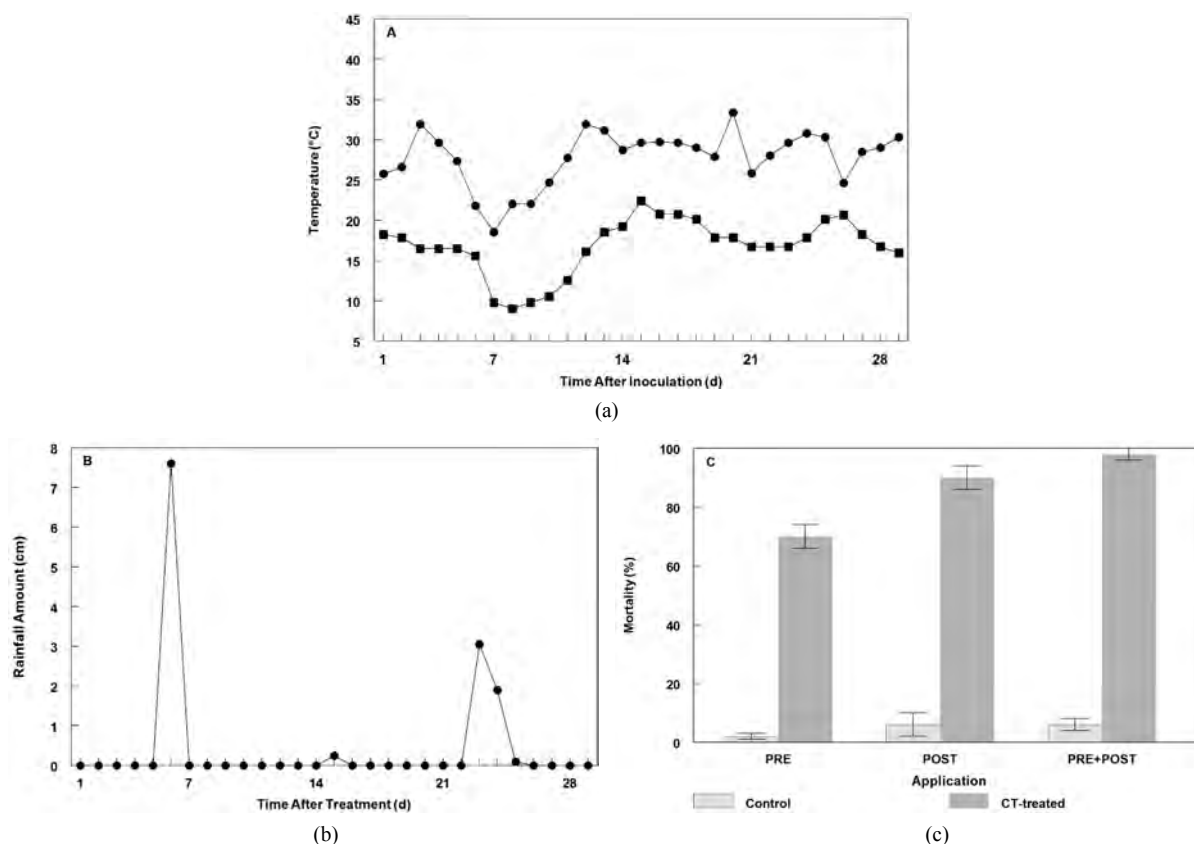 A
45
40
35
30
25
20
15
10
5
Temperature (°C)
1 7 14 21 28
Time After Inoculation (d)
(a)
B
8
7
6
5
4
3
2
1
0
Rainfall Amount (cm)
1 7 14 21 28
Time After Treatment (d)
(b)
C
100
80
60
40
20
0
Mortality (%)
PRE POST PRE+POST
Application
Control CT-treated
(c)